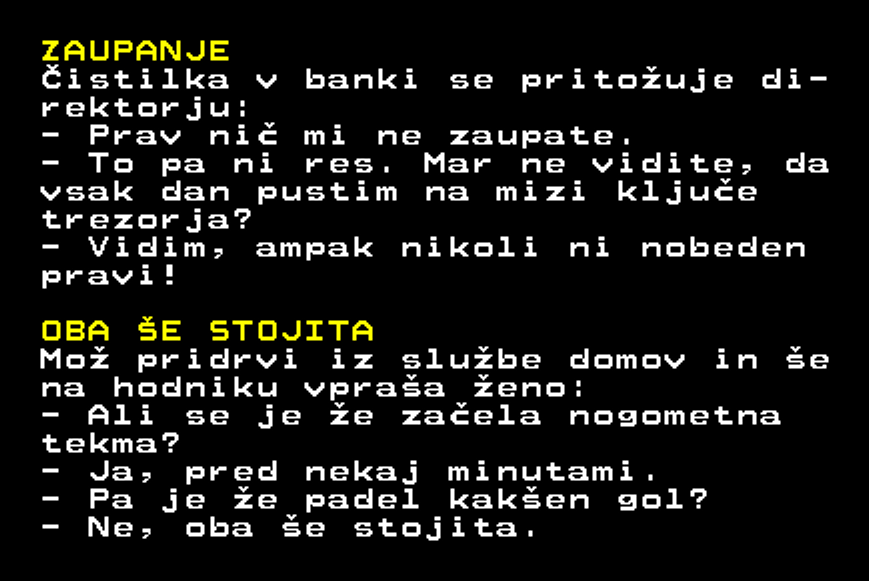 ZAUPANJE
Čistilka v banki se pritožuje di-
rektorju:
- Prav nič mi ne zaupate.
- To pa ni res. Mar ne vidite, da
vsak dan pustim na mizi ključe
trezorja?
- Vidim, ampak nikoli ni nobeden
pravi!
OBA ŠE STOJITA
Mož pridrvi iz službe domov in še
na hodniku vpraša ženo:
- Ali se je že začela nogometna
tekma?
- Ja, pred nekaj minutami.
- Pa je že padel kakšen gol?
- Ne, oba še stojita.